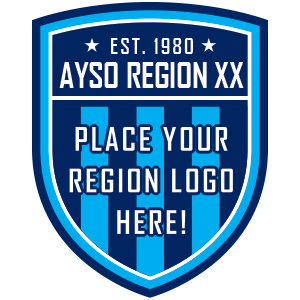 ★ EST. 1980 ★
AYSO REGION XX
PLACE YOUR
REGION LOGO
HERE!